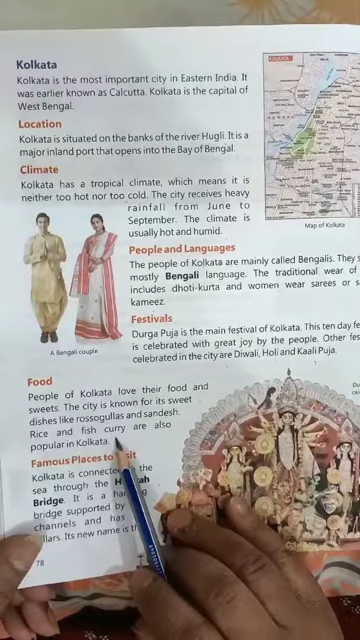 Kolkata
Kolkata is the most important city in Eastern India. It
was earlier known as Calcutta. Kolkata is the capital of
West Bengal.
Location
Kolkata is situated on the banks of the river Hugli. It is a
major inland port that opens into the Bay of Bengal.
Climate
Kolkata has a tropical climate, which means it is
neither too hot nor too cold. The city receives heavy
rainfall from June to
September. The climate is
usually hot and humid.
KOLKATA
Map of Kolkata
People and Languages
The people of Kolkata are mainly called Bengalis. They s
mostly Bengali language. The traditional wear of
includes dhoti-kurta and women wear sarees or s
kameez.
A Bengali couple
Festivals
Durga Puja is the main festival of Kolkata. This ten day fe
is celebrated with great joy by the people. Other fes
celebrated in the city are Diwali, Holi and Kaali Puja.
Food
People of Kolkata love their food and
sweets. The city is known for its sweet
dishes like rossogullas and sandesh.
Rice and fish curry are also
popular in Kolkata.
Famous Places to isit
Kolkata is connec the
sea through the H ah
Bridge. It is a ha g
bridge supported by
channels and has
llars. Its new name is
78